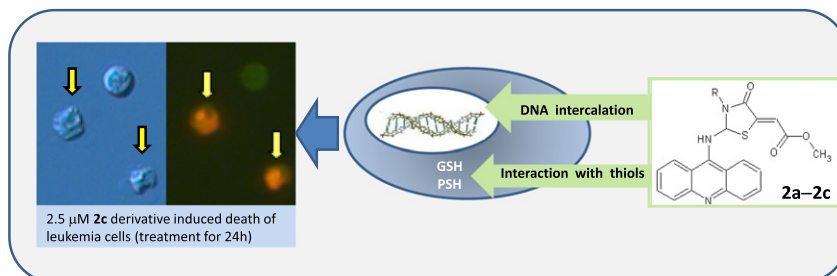 DNA intercalation
GSH
PSH
Interaction with thiols
R
O
N
S
HN
O
O
CH₃
N
2a–2c
2.5 μM 2c derivative induced death of
leukemia cells (treatment for 24h)